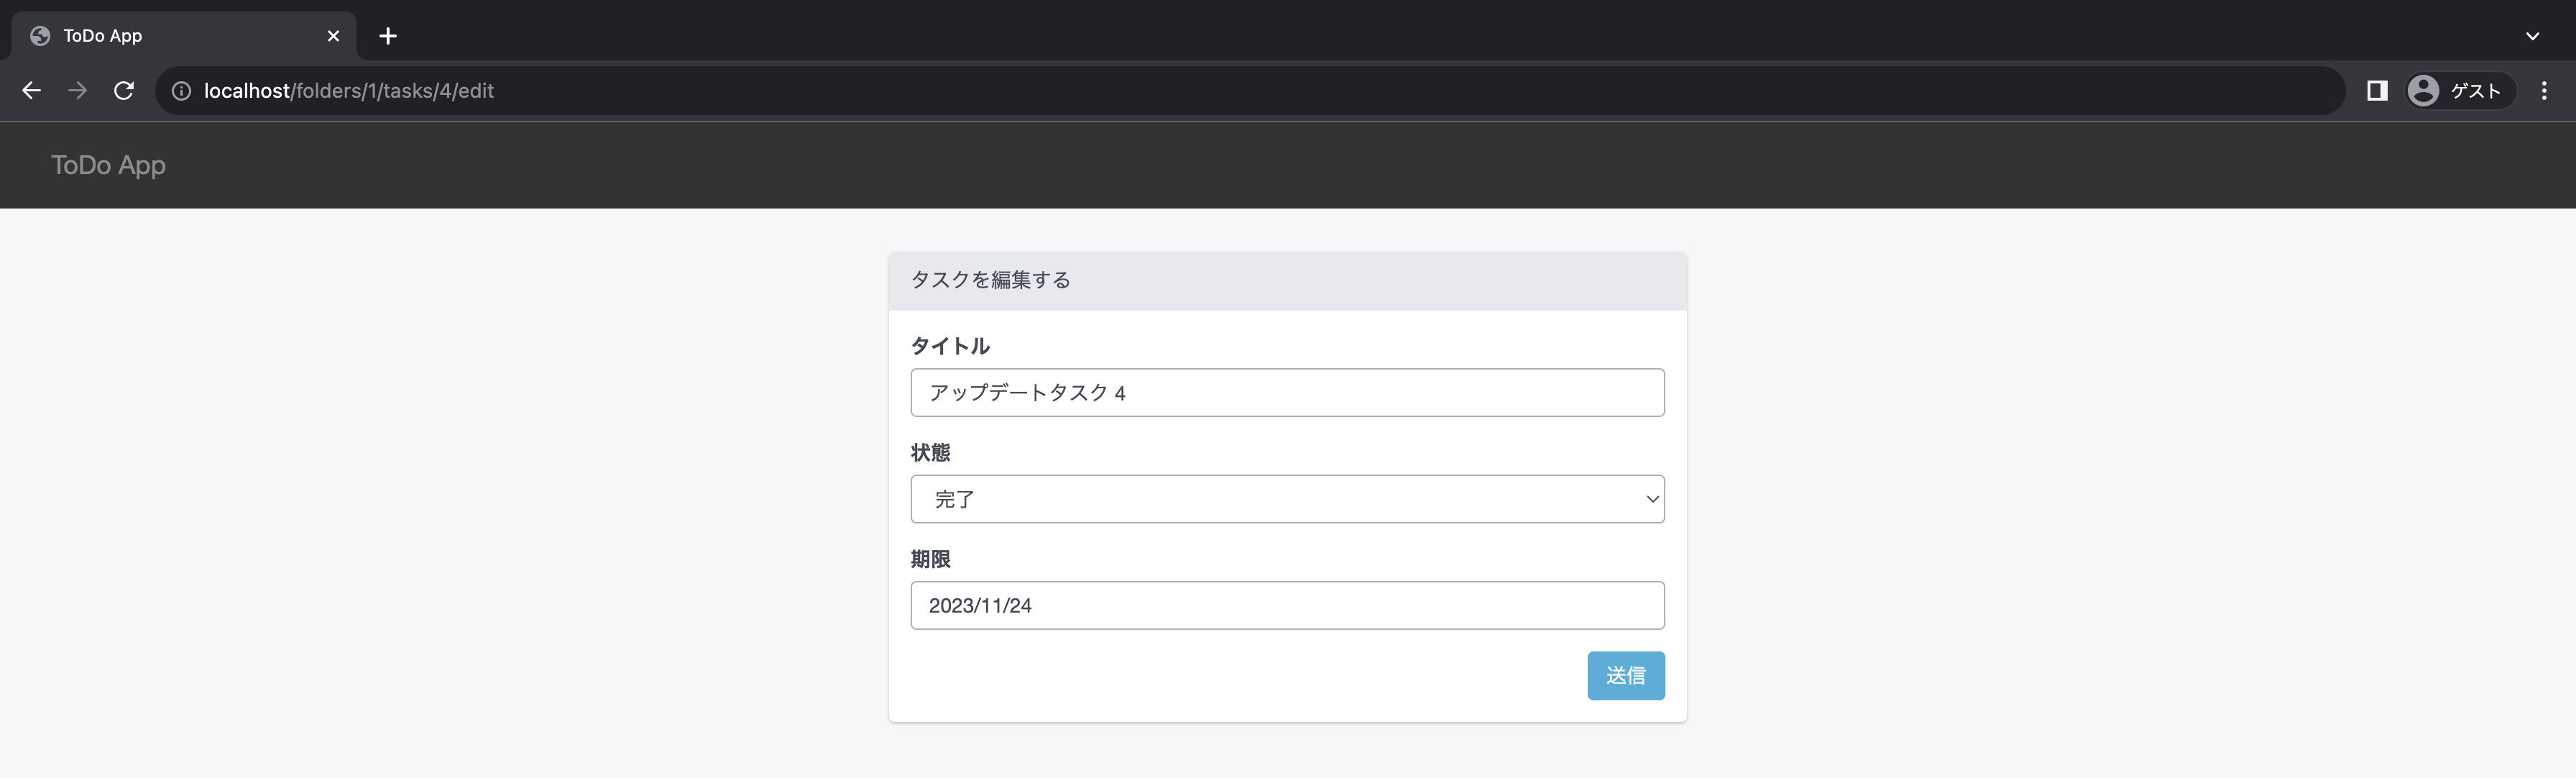 ToDo App
localhost/folders/1/tasks/4/edit
ゲスト
ToDo App
タスクを編集する
タイトル
アップデートタスク 4
状態
完了
期限
2023/11/24
送信